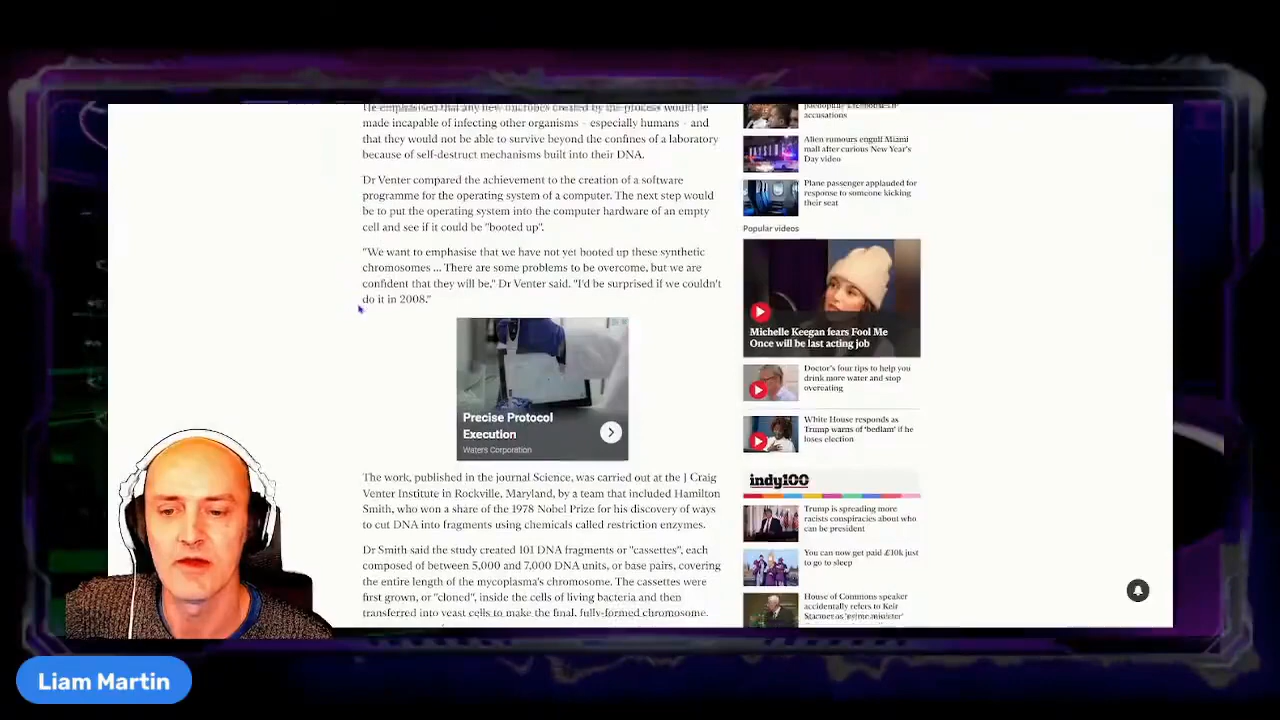 He emphasised that any new microbes created by the process would be
made incapable of infecting other organisms - especially humans - and
that they would not be able to survive beyond the confines of a laboratory
because of self-destruct mechanisms built into their DNA.
Dr Venter compared the achievement to the creation of a software
programme for the operating system of a computer. The next step would
be to put the operating system into the computer hardware of an empty
cell and see if it could be "booted up".
"We want to emphasise that we have not yet booted up these synthetic
chromosomes ... There are some problems to be overcome, but we are
confident that they will be," Dr Venter said. "I'd be surprised if we couldn't
do it in 2008."
Precise Protocol
Execution
Waters Corporation
The work, published in the journal Science, was carried out at the J Craig
Venter Institute in Rockville, Maryland, by a team that included Hamilton
Smith, who won a share of the 1978 Nobel Prize for his discovery of ways
to cut DNA into fragments using chemicals called restriction enzymes.
Dr Smith said the study created 101 DNA fragments or "cassettes", each
composed of between 5,000 and 7,000 DNA units, or base pairs, covering
the entire length of the mycoplasma's chromosome. The cassettes were
first grown, or "cloned", inside the cells of living bacteria and then
transferred into yeast cells to make the final, fully-formed chromosome.
accusations
Alien rumours engulf Miami
mall after curious New Year's
Day video
Plane passenger applauded for
response to someone kicking
their seat
Popular videos
Michelle Keegan fears Fool Me
Once will be last acting job
Doctor's four tips to help you
drink more water and stop
overeating
White House responds as
Trump warns of 'bedlam' if he
loses election
indy100
Trump is spreading more
racists conspiracies about who
can be president
You can now get paid £10k just
to go to sleep
House of Commons speaker
accidentally refers to Keir
Starmer as 'prime minister'
Liam Martin